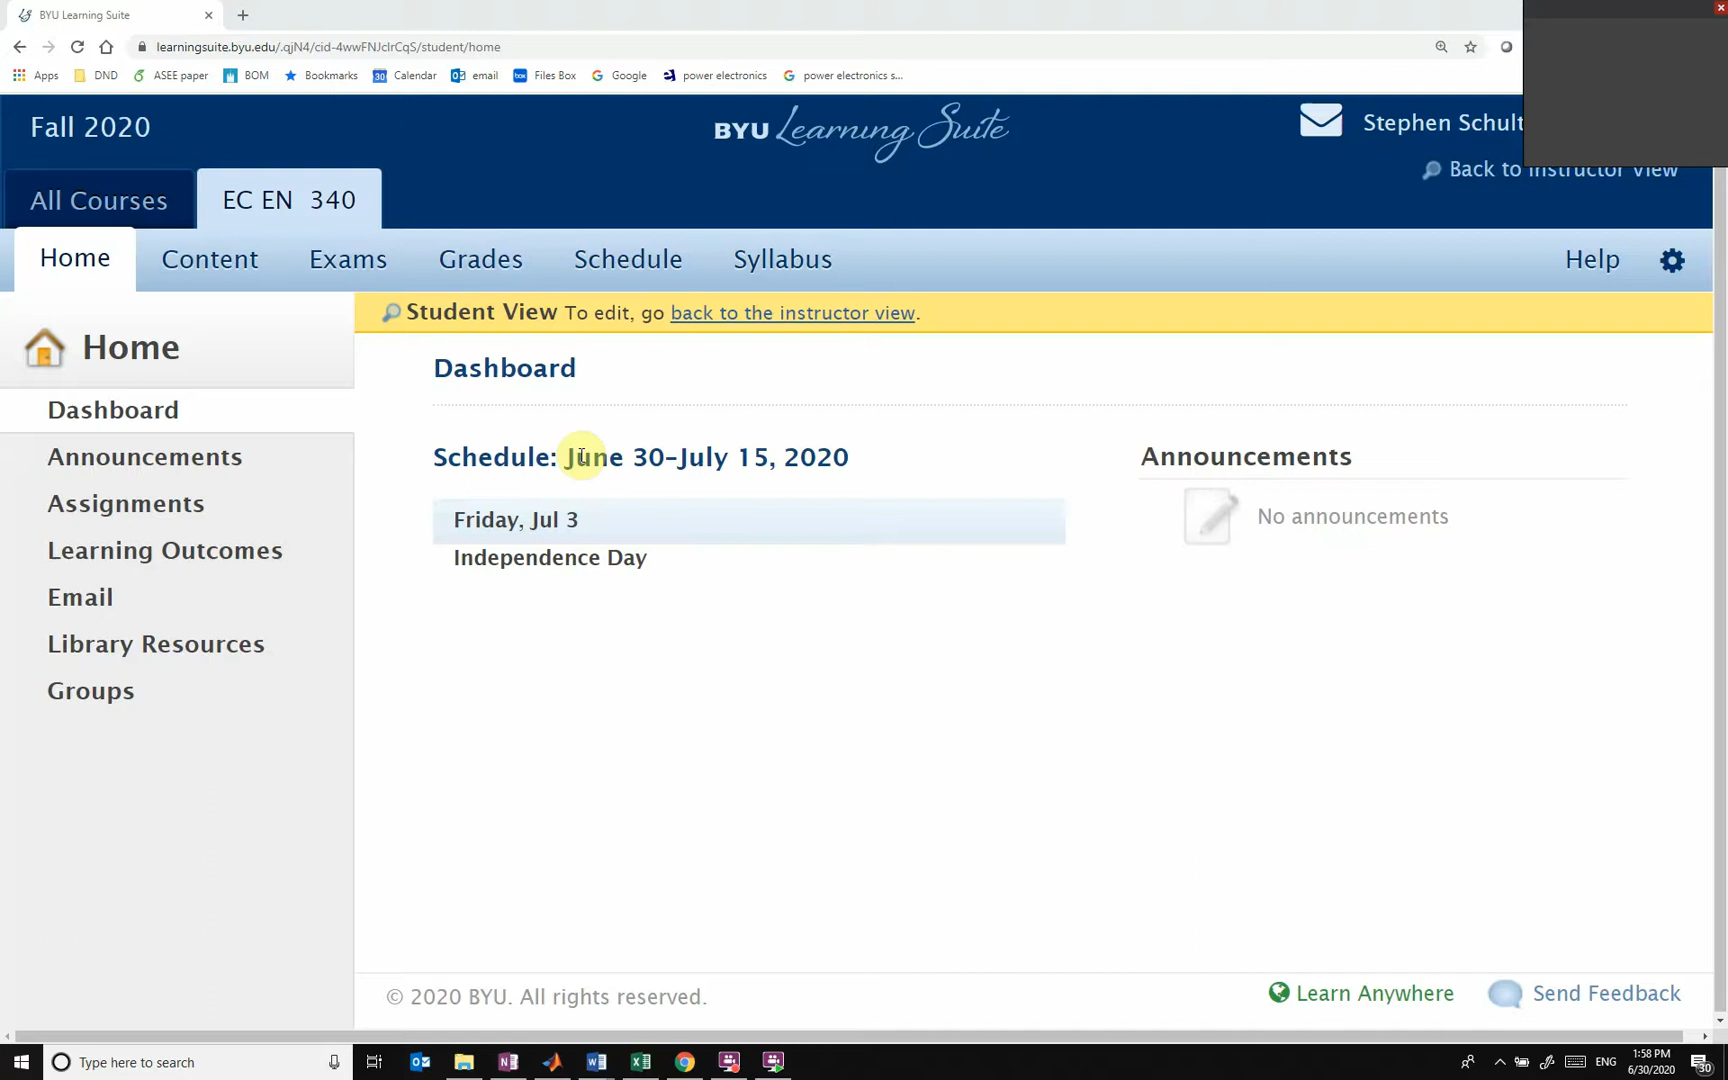 BYU Learning Suite
learningsuite.byu.edu/.qjN4/cid-4wwFNJclrCqS/student/home
Apps DND ASEE paper BOM Bookmarks 30 Calendar email box Files Box Google power electronics power electronics s...
Fall 2020
BYU Learning Suite
Stephen Schult
Back to Instructor View
All Courses
EC EN 340
Home Content Exams Grades Schedule Syllabus Help
Student View To edit, go back to the instructor view.
Home
Dashboard
Announcements
Assignments
Learning Outcomes
Email
Library Resources
Groups
Dashboard
Schedule: June 30–July 15, 2020
Friday, Jul 3
Independence Day
Announcements
No announcements
© 2020 BYU. All rights reserved.
Learn Anywhere
Send Feedback
Type here to search
ENG
1:58 PM
6/30/2020
30